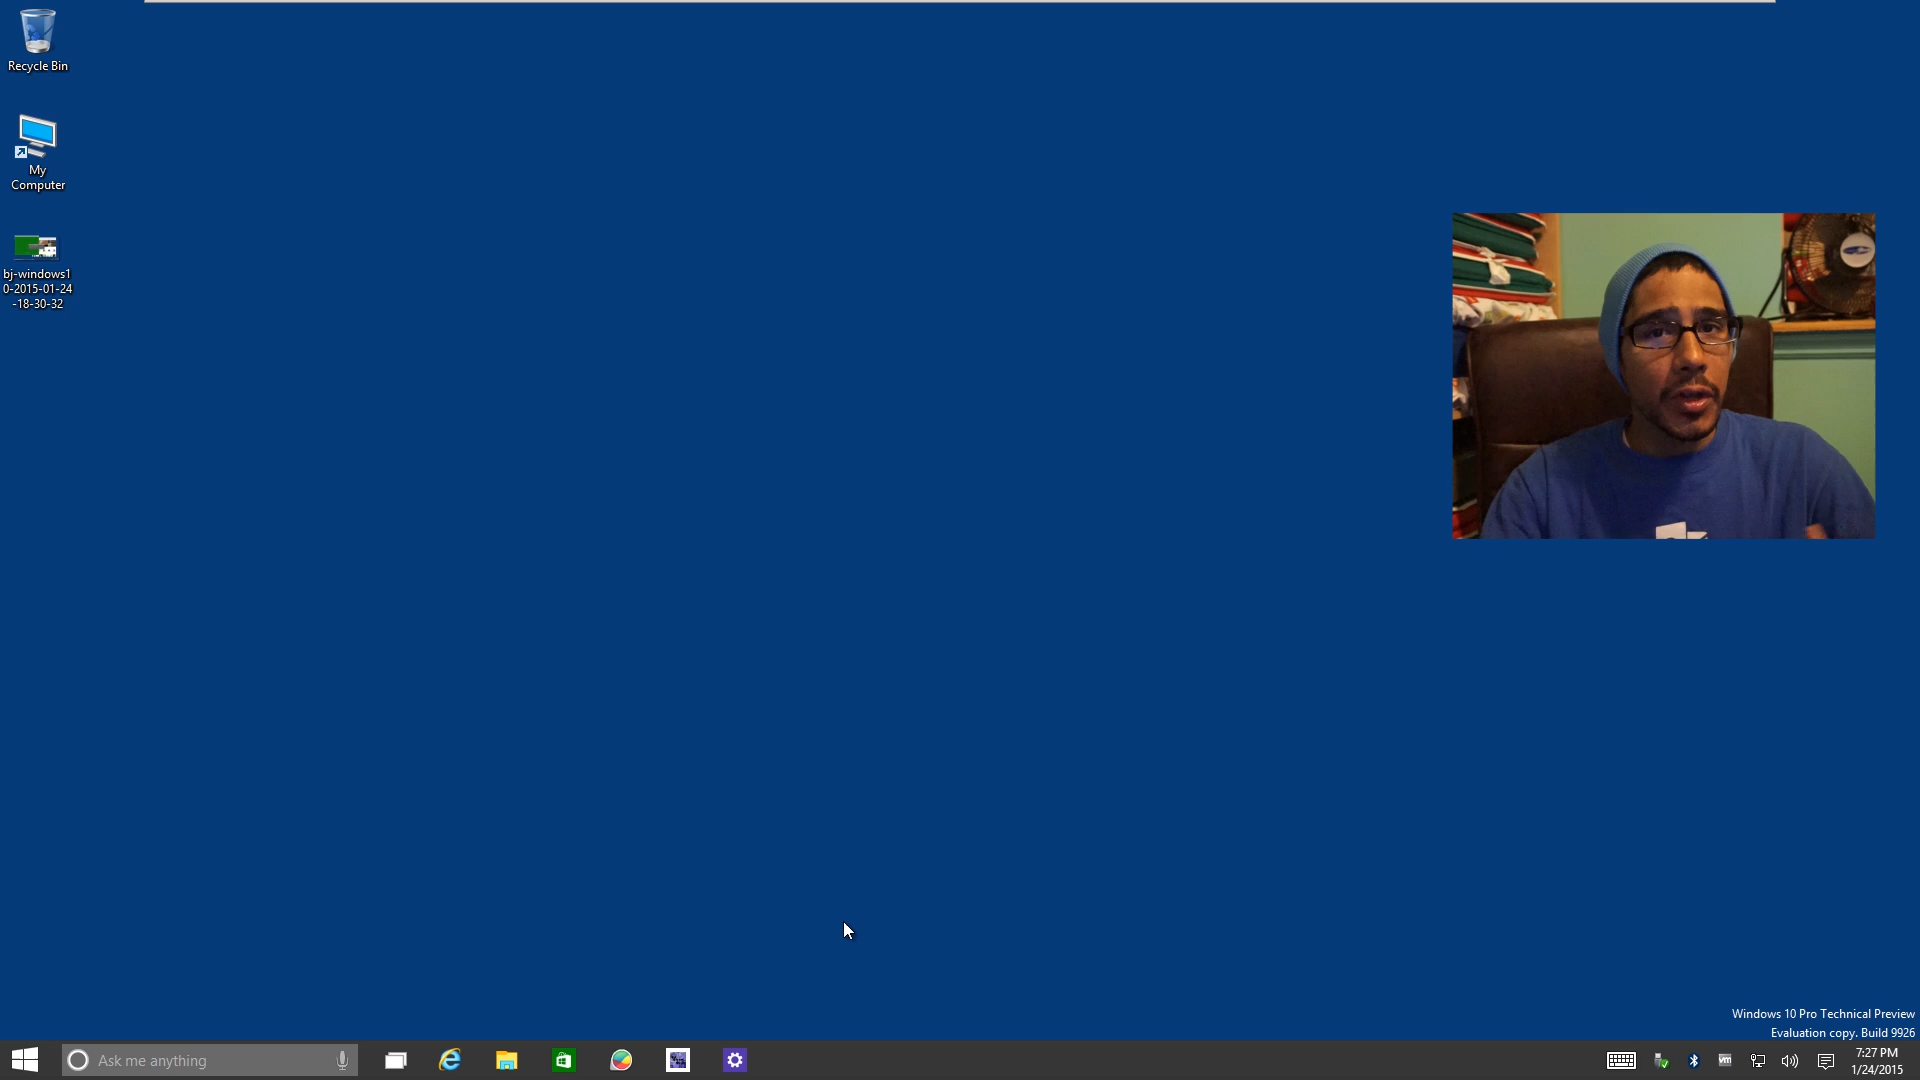 Recycle Bin
My
Computer
bj-windows1
0-2015-01-24
-18-30-32
Windows 10 Pro Technical Preview
Evaluation copy. Build 9926
Ask me anything
vm
7:27 PM
1/24/2015